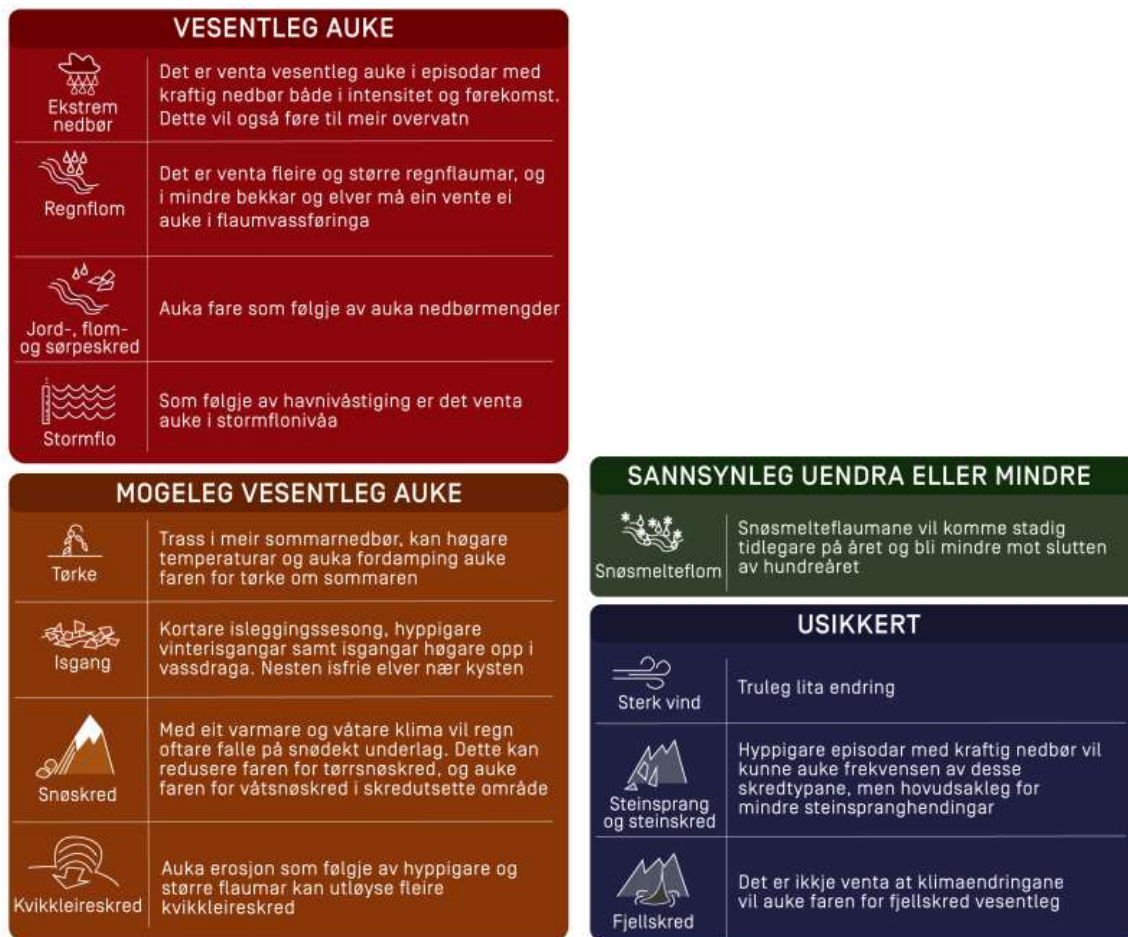 VESENTLEG AUKE
Ekstrem
nedbør
Det er venta vesentleg auke i episodar med
kraftig nedbør både i intensitet og førekomst.
Dette vil også føre til meir overvatn
Regnflom
Det er venta fleire og større regnflaumar, og
i mindre bekkar og elver må ein vente ei
auke i flaumvassføringa
Jord-, flom-
og sørpeskred
Auka fare som følgje av auka nedbørmengder
Stormflo
Som følgje av havnivåstiging er det venta
auke i stormflonivåa
MOGELEG VESENTLEG AUKE
Tørke
Trass i meir sommarnedbør, kan høgare
temperaturar og auka fordamping auke
faren for tørke om sommaren
Isgang
Kortare isleggingssesong, hyppigare
vinterisgangar samt isgangar høgare opp i
vassdraga. Nesten isfrie elver nær kysten
Snøskred
Med eit varmare og våtare klima vil regn
oftare falle på snødekt underlag. Dette kan
redusere faren for tørrsnøskred, og auke
faren for våtsnøskred i skredutsette område
Kvikkleireskred
Auka erosjon som følgje av hyppigare og
større flaumar kan utløyse fleire
kvikkleireskred
SANNSYNLEG UENDRA ELLER MINDRE
Snøsmelteflom
Snøsmelteflaumane vil komme stadig
tidlegare på året og bli mindre mot slutten
av hundreåret
USIKKERT
Sterk vind
Truleg lita endring
Steinsprang
og steinskred
Hyppigare episodar med kraftig nedbør vil
kunne auke frekvensen av desse
skredtypane, men hovudsakleg for
mindre steinspranghendingar
Fjellskred
Det er ikkje venta at klimaendringane
vil auke faren for fjellskred vesentleg